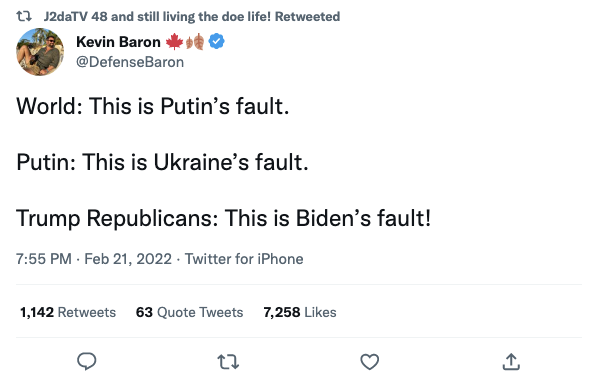 J2daTV 48 and still living the doe life! Retweeted
Kevin Baron
@DefenseBaron
World: This is Putin’s fault.
Putin: This is Ukraine’s fault.
Trump Republicans: This is Biden’s fault!
7:55 PM · Feb 21, 2022 · Twitter for iPhone
1,142 Retweets 63 Quote Tweets 7,258 Likes